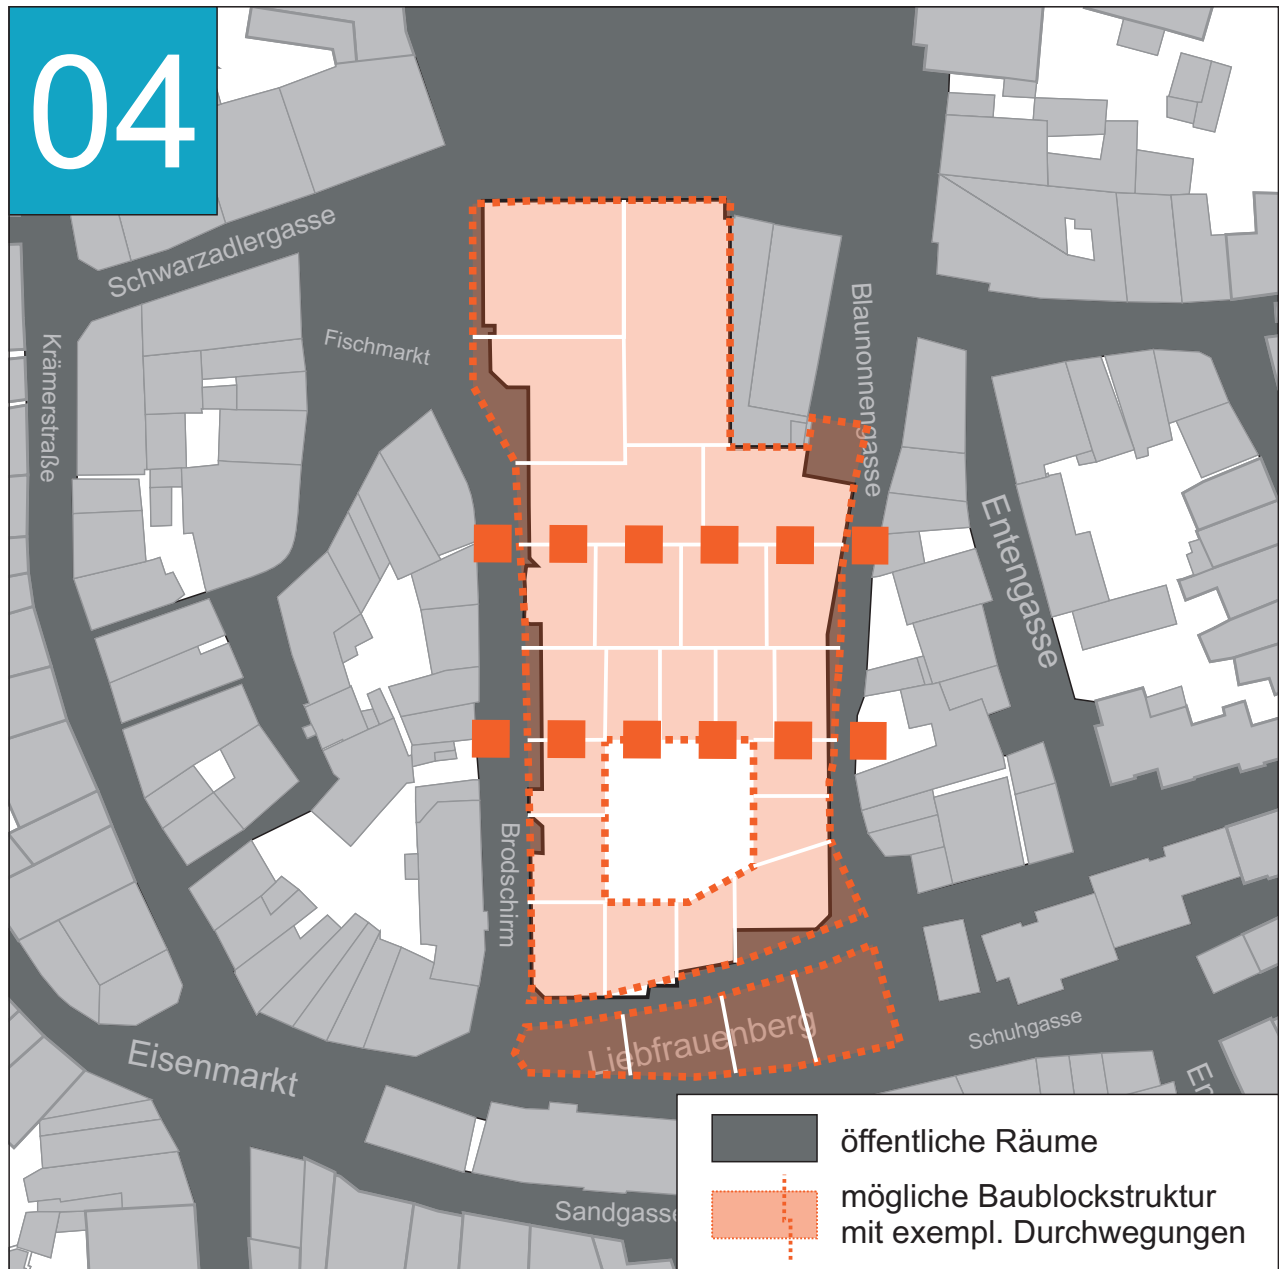 04
Schwarzadlergasse
Fischmarkt
Krämerstraße
Blaunonnengasse
Entengasse
Brodschirm
Liebfrauenberg
Schuhgasse
Eisenmarkt
Sandgasse
öffentliche Räume
mögliche Baublockstruktur
mit exempl. Durchwegungen